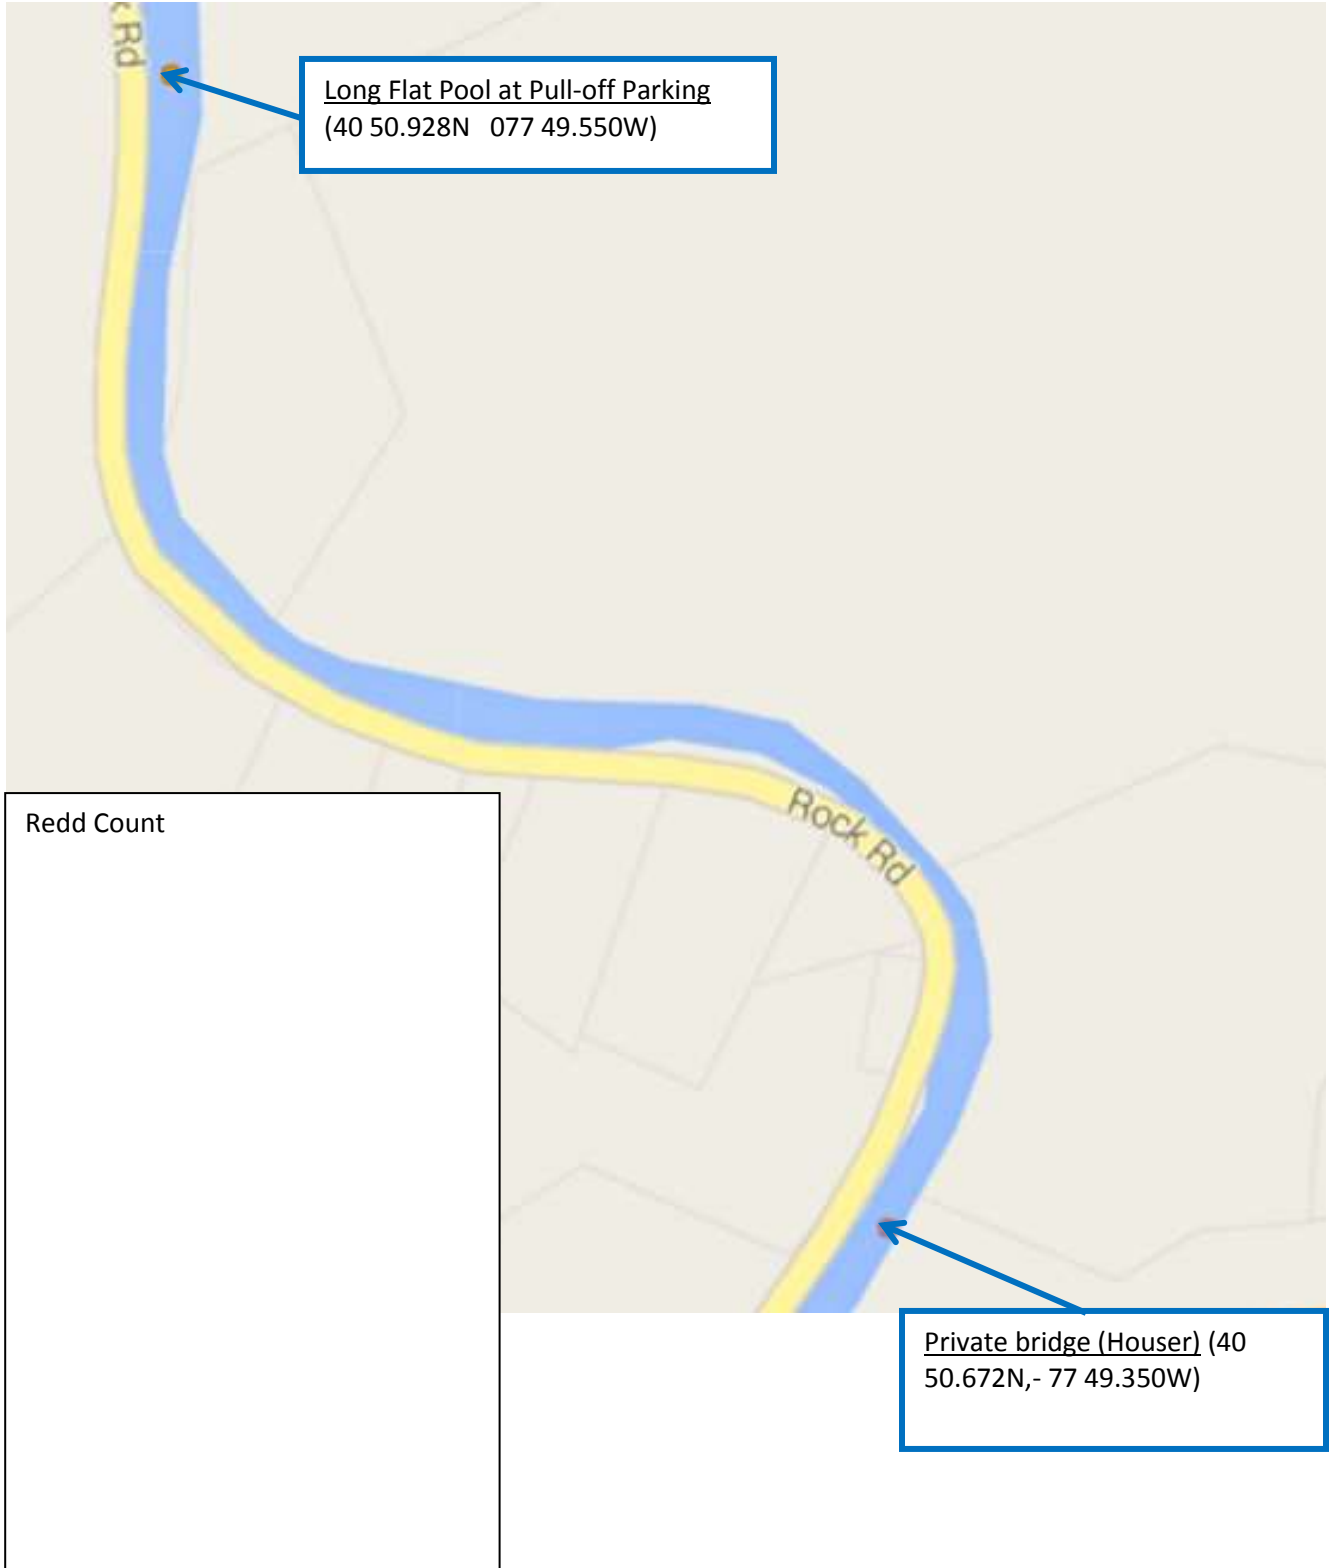 k Rd
Long Flat Pool at Pull-off Parking
(40 50.928N   077 49.550W)
Rock Rd
Redd Count
Private bridge (Houser) (40
50.672N,- 77 49.350W)